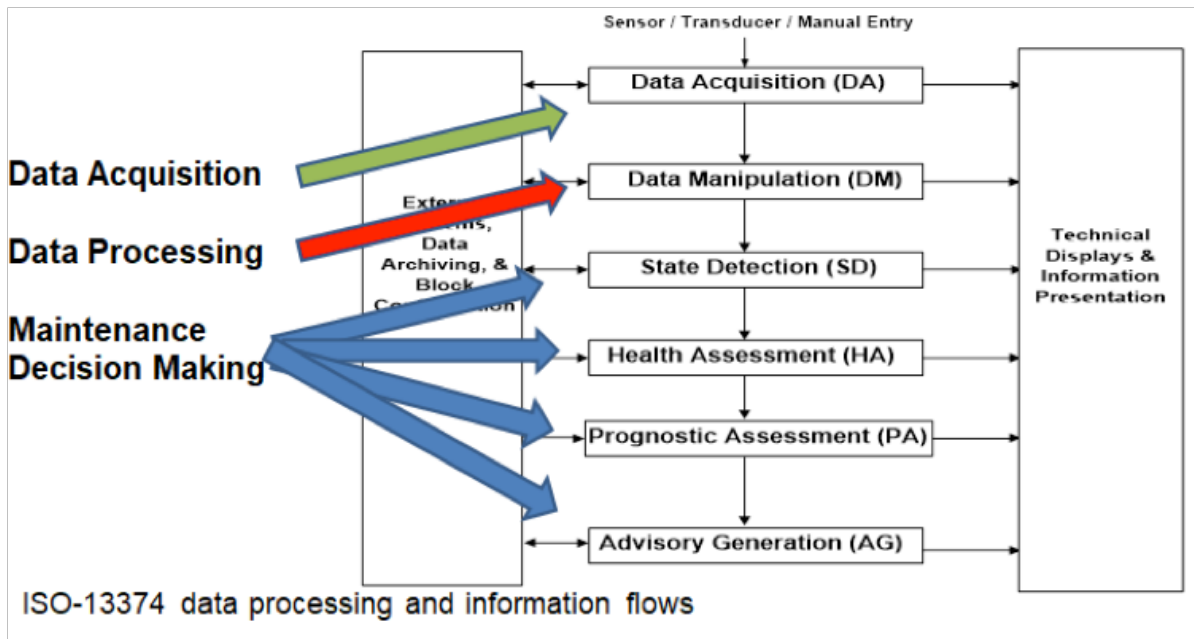 Sensor / Transducer / Manual Entry
Data Acquisition (DA)
Data Acquisition
Data Manipulation (DM)
Data Processing
Data
Archiving, &
Block
State Detection (SD)
Technical
Displays &
Information
Presentation
Maintenance
Decision Making
Health Assessment (HA)
Prognostic Assessment (PA)
Advisory Generation (AG)
ISO-13374 data processing and information flows